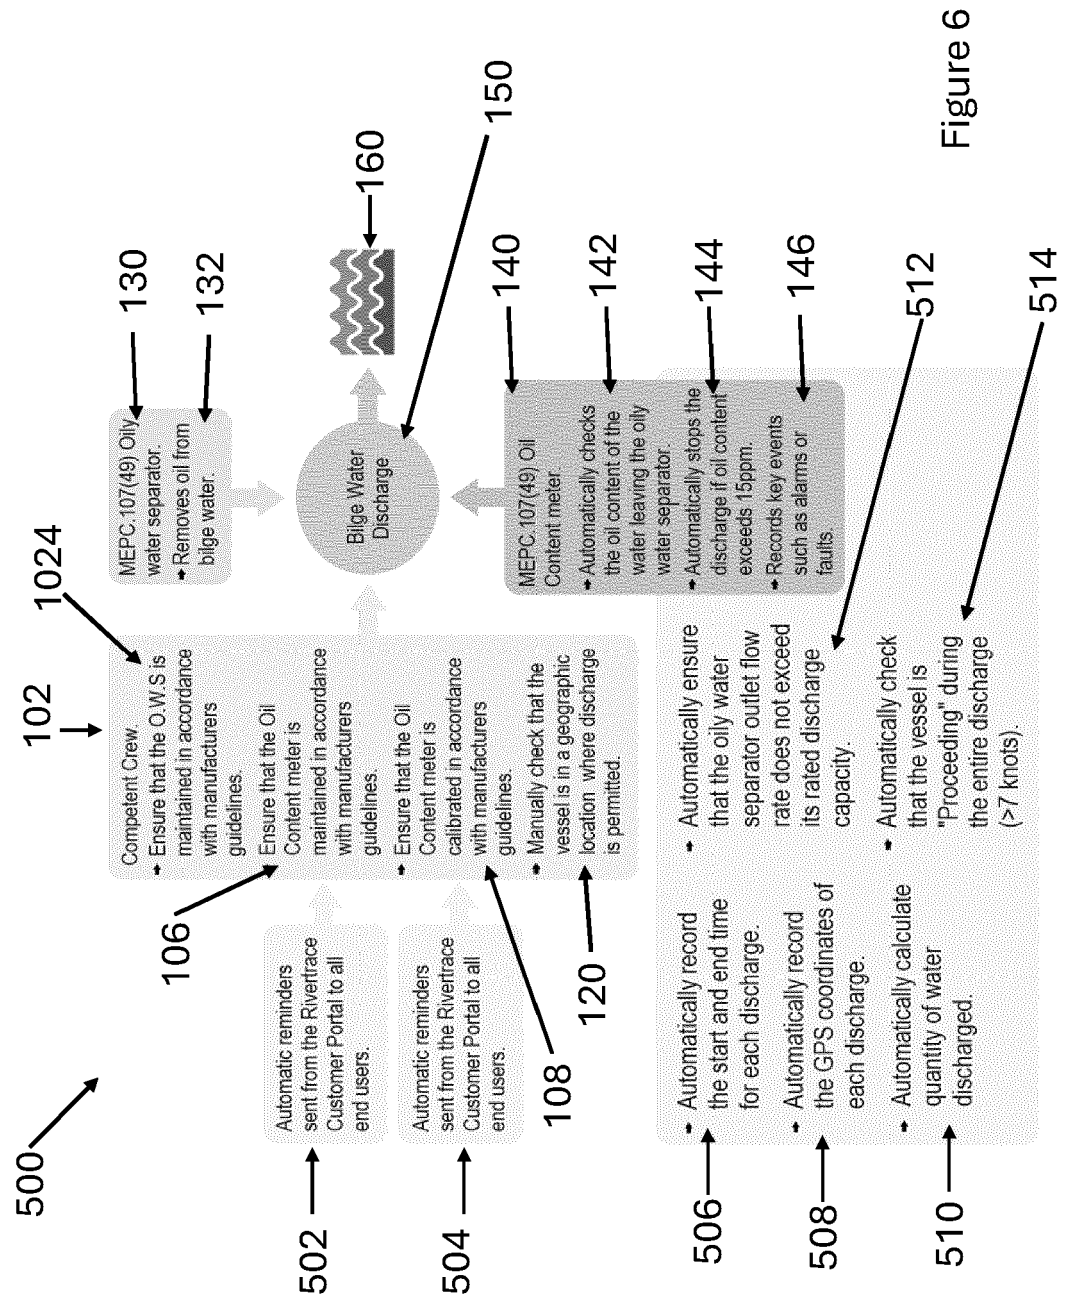 500
102
1024
Competent Crew.
➡ Ensure that the O.W.S is
maintained in accordance
with manufacturers
guidelines.
Ensure that the Oil
Content meter is
maintained in accordance
with manufacturers
guidelines.
➡ Ensure that the Oil
Content meter is
calibrated in accordance
with manufacturers
guidelines.
➡ Manually check that the
vessel is in a geographic
location where discharge
is permitted.
106
108
120
Automatic reminders
sent from the Rivertrace
Customer Portal to all
end users.
502
Automatic reminders
sent from the Rivertrace
Customer Portal to all
end users.
504
MEPC.107(49) Oily
water separator.
➡ Removes oil from
bilge water.
130
132
Bilge Water
Discharge
150
160
MEPC.107(49) Oil
Content meter.
➡ Automatically checks
the oil content of the
water leaving the oily
water separator.
➡ Automatically stops the
discharge if oil content
exceeds 15ppm.
➡ Records key events
such as alarms or
faults.
140
142
144
146
➡ Automatically record
the start and end time
for each discharge.
➡ Automatically record
the GPS coordinates of
each discharge.
➡ Automatically calculate
quantity of water
discharged.
506
508
510
➡ Automatically ensure
that the oily water
separator outlet flow
rate does not exceed
its rated discharge
capacity.
➡ Automatically check
that the vessel is
"Proceeding" during
the entire discharge
(>7 knots).
512
514
Figure 6